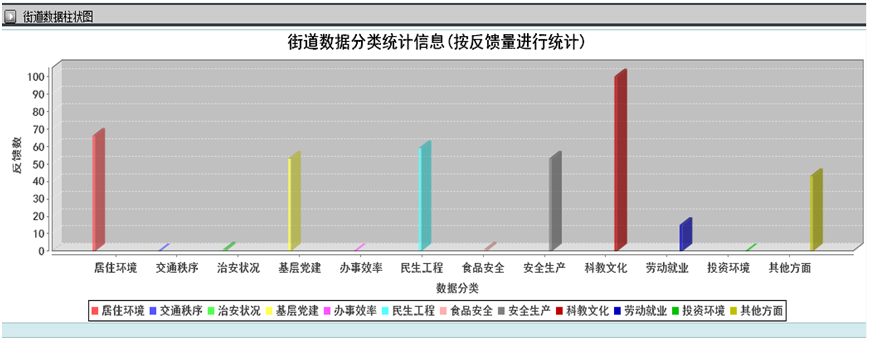 街道数据柱状图
街道数据分类统计信息(按反馈量进行统计)
100
90
80
70
60
50
40
30
20
10
0
反馈数
居住环境 交通秩序 治安状况 基层党建 办事效率 民生工程 食品安全 安全生产 科教文化 劳动就业 投资环境 其他方面
数据分类
居住环境 交通秩序 治安状况 基层党建 办事效率 民生工程 食品安全 安全生产 科教文化 劳动就业 投资环境 其他方面